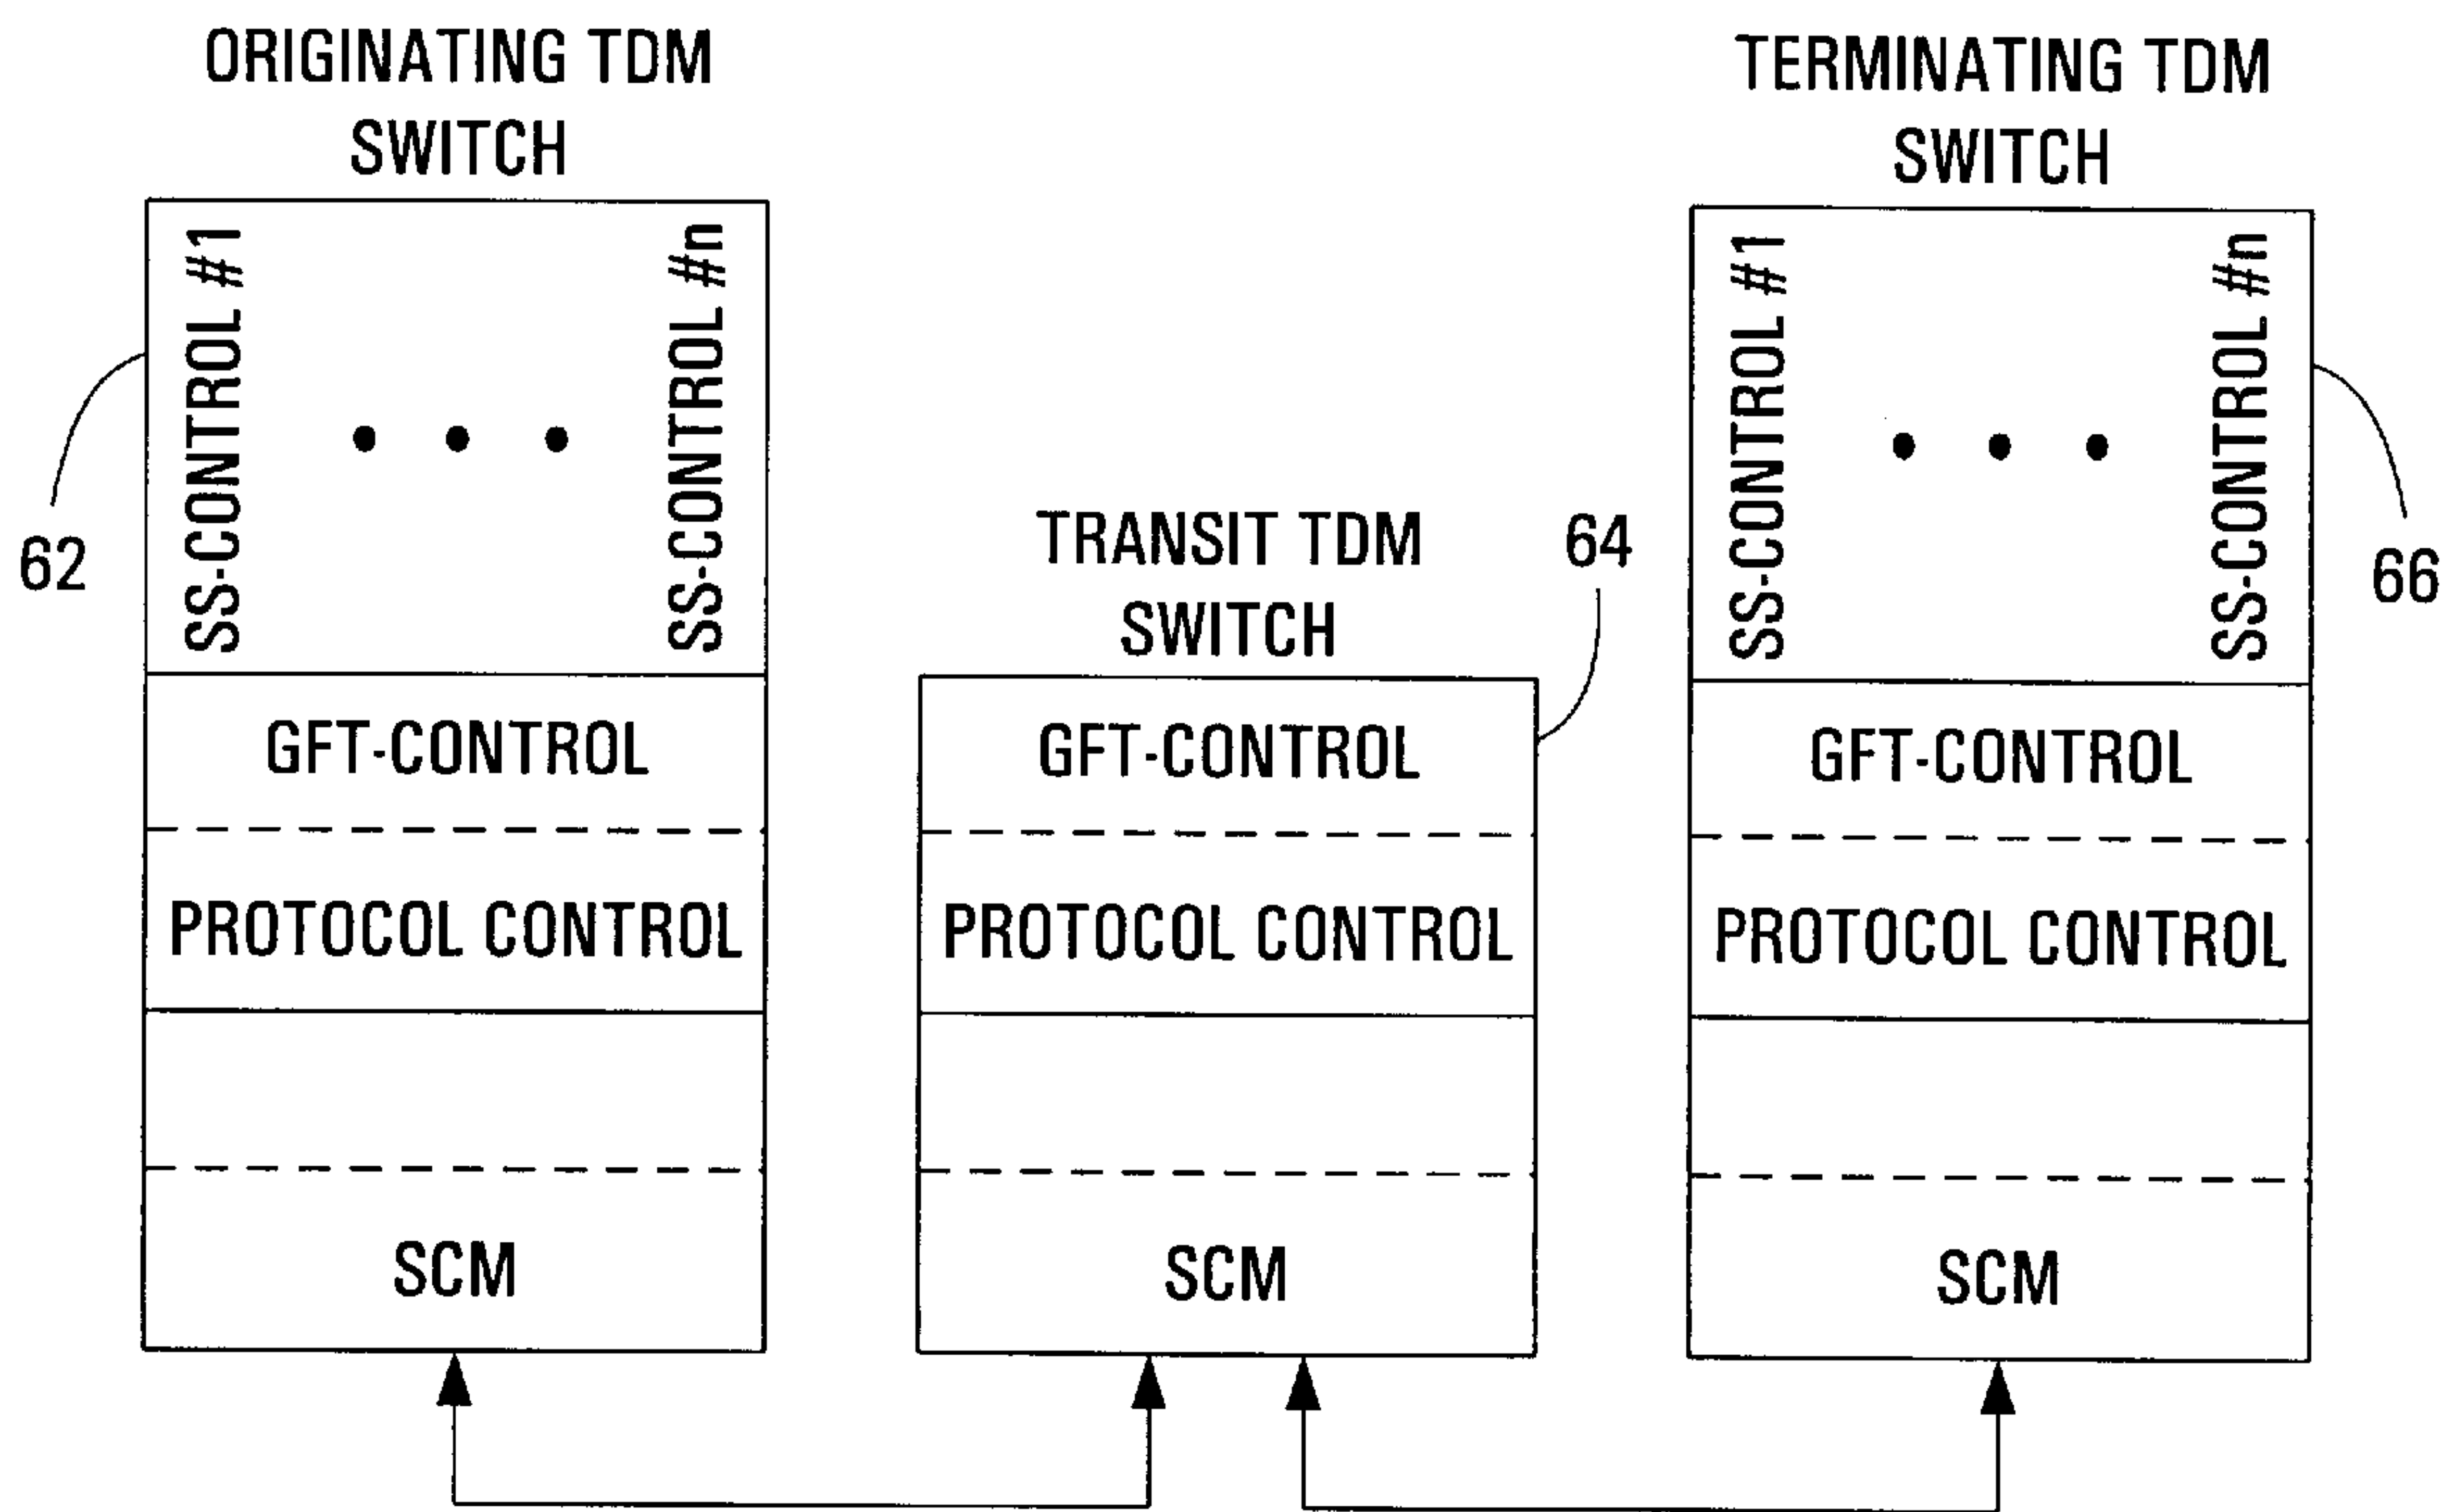 ORIGINATING TDM
SWITCH
SS-CONTROL #1
SS-CONTROL #n
62
GFT-CONTROL
PROTOCOL CONTROL
SCM
TRANSIT TDM
SWITCH
64
GFT-CONTROL
PROTOCOL CONTROL
SCM
TERMINATING TDM
SWITCH
SS-CONTROL #1
SS-CONTROL #n
66
GFT-CONTROL
PROTOCOL CONTROL
SCM